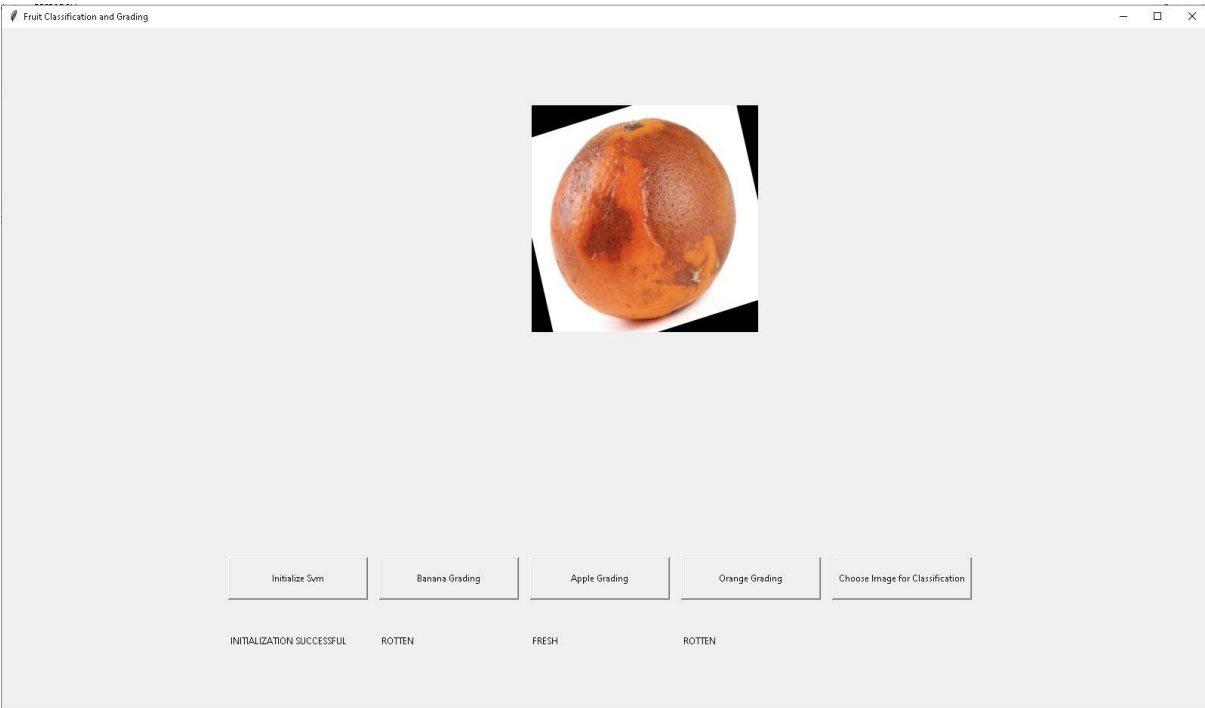 Fruit Classification and Grading
Initialize Svm
Banana Grading
Apple Grading
Orange Grading
Choose Image for Classification
INITIALIZATION SUCCESSFUL
ROTTEN
FRESH
ROTTEN